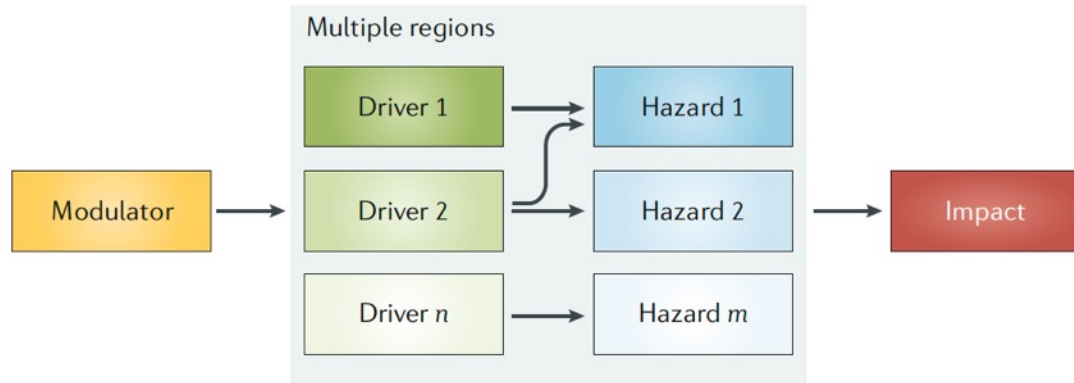 Multiple regions
Driver 1
Hazard 1
Modulator
Driver 2
Hazard 2
Impact
Driver n
Hazard m